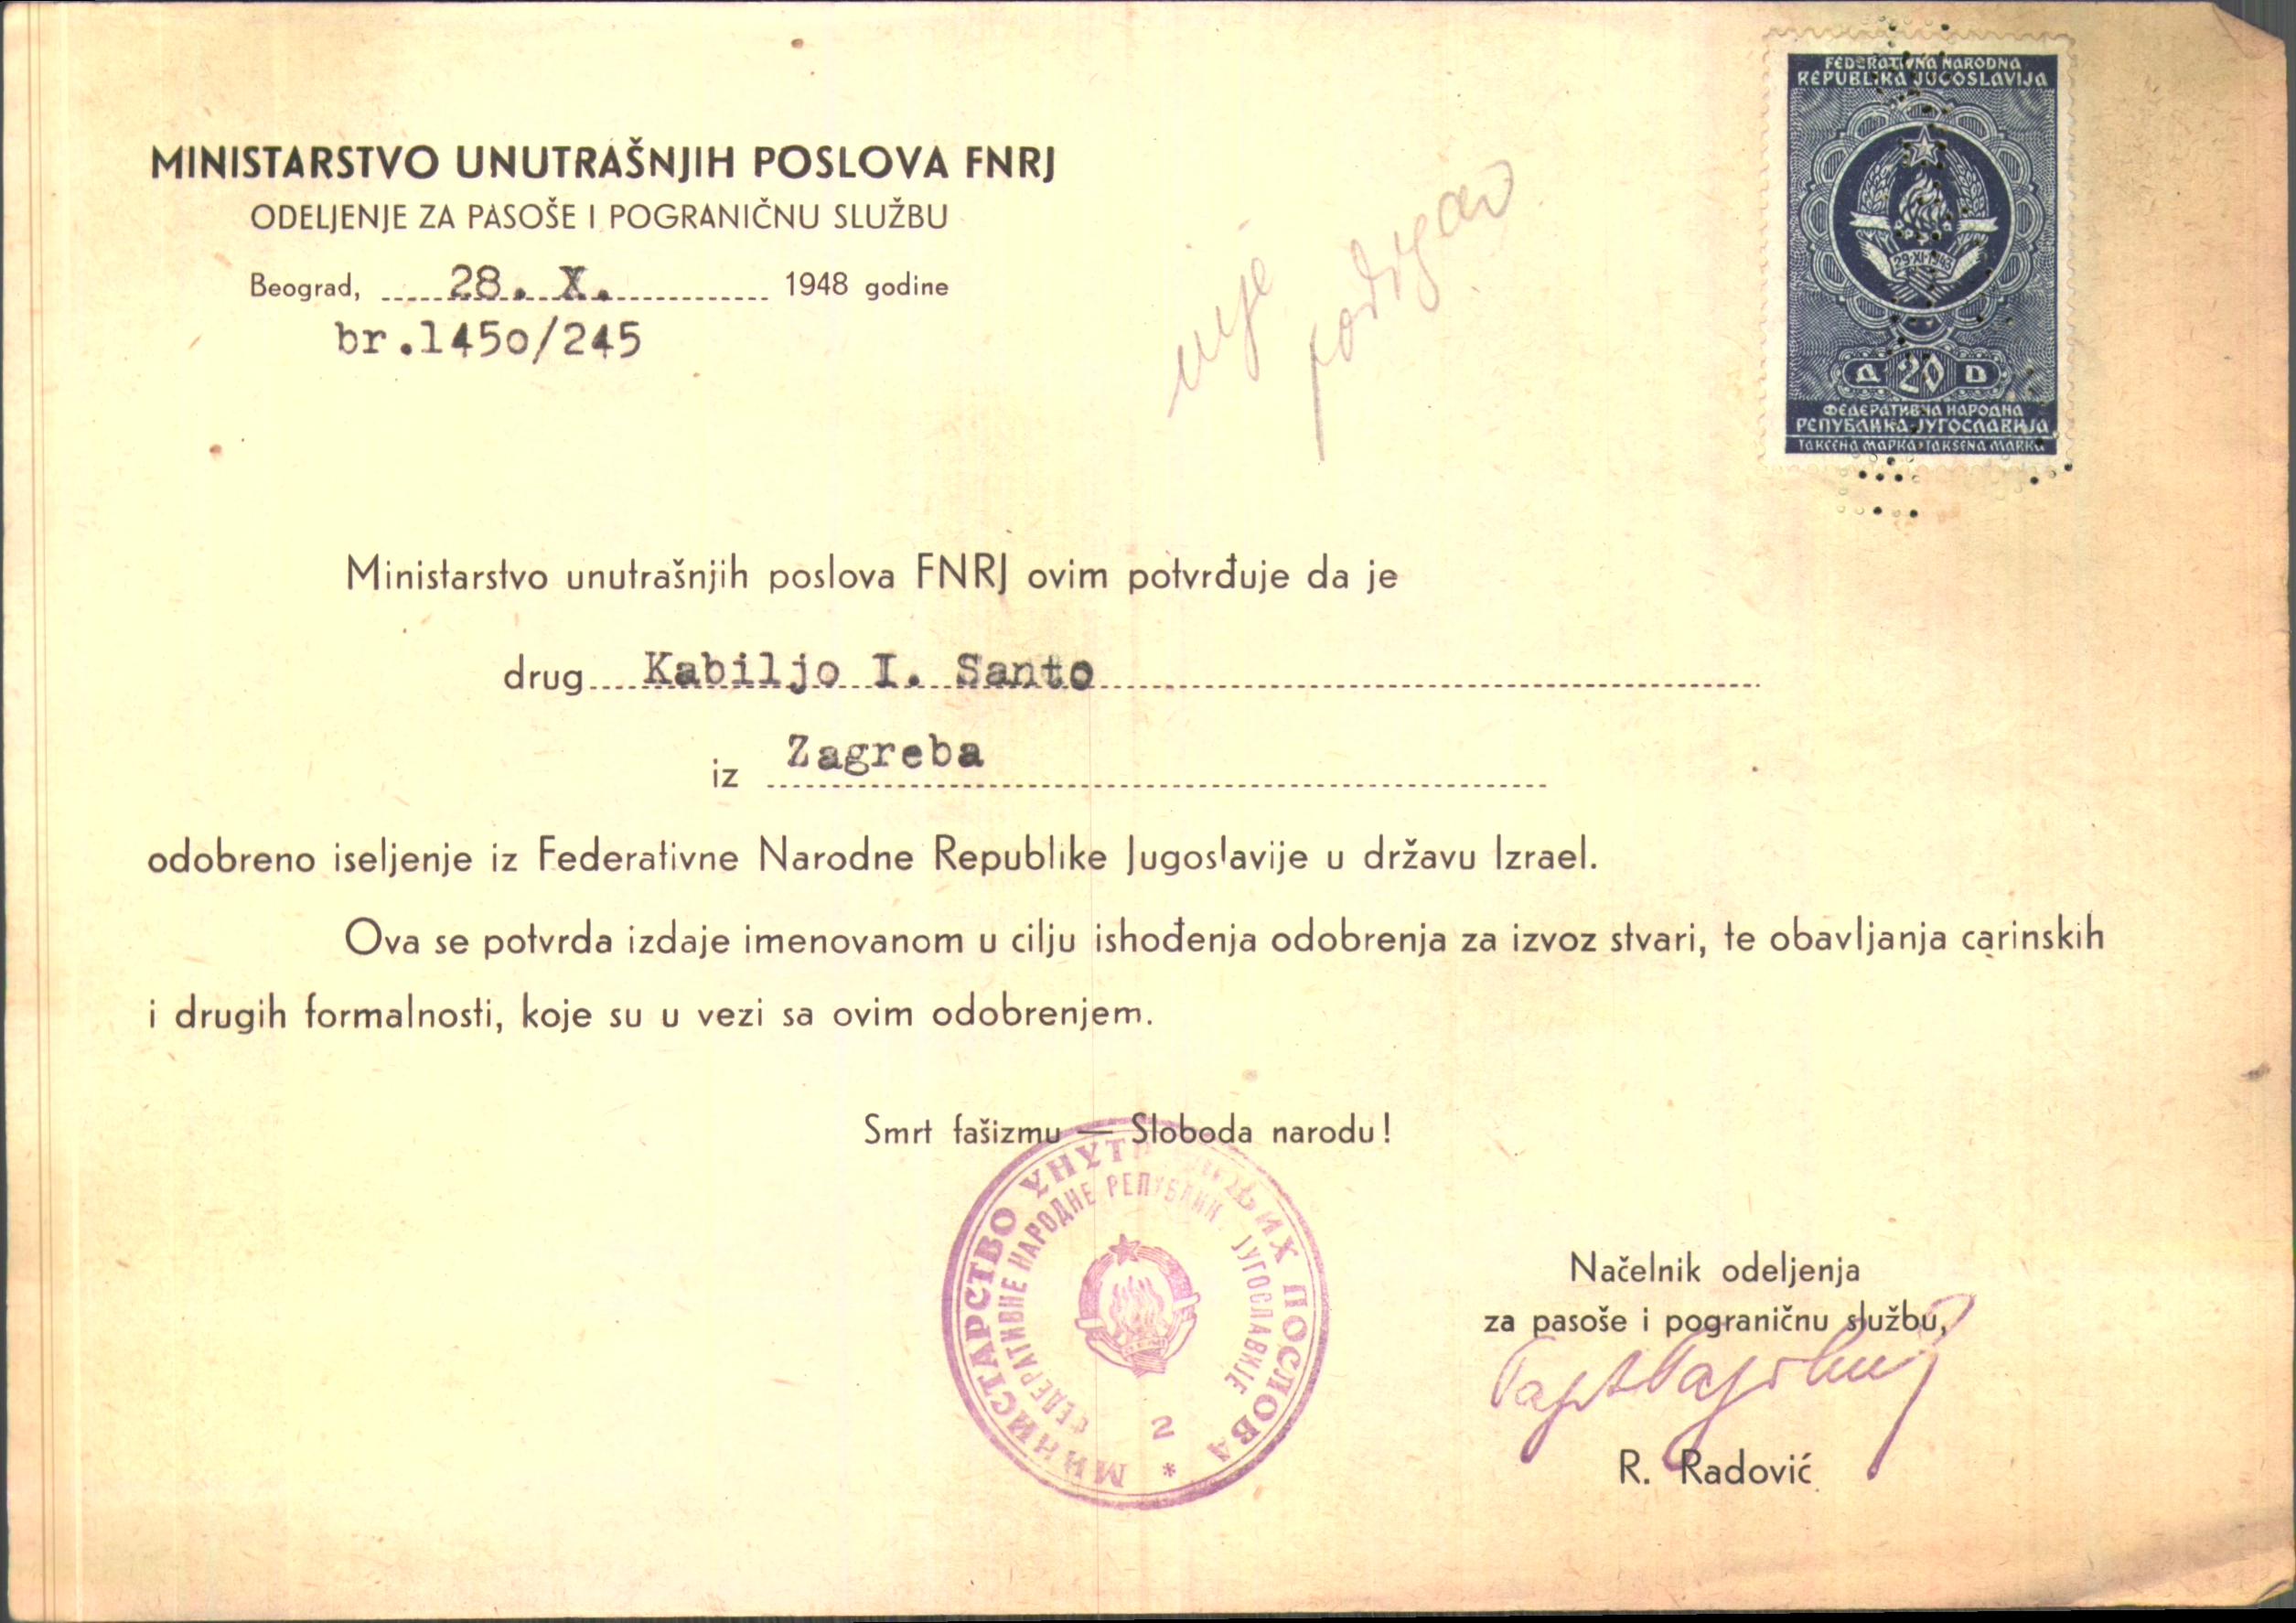 FEDERATIVNA NARODNA
REPUBLIKA JUGOSLAVIJA
29·XI·1943
Д 20 D
ФЕДЕРАТИВНА НАРОДНА
РЕПУБЛИКА ЈУГОСЛАВИЈА
ТАКСЕНА МАРКА·TAKSENA MARKA
MINISTARSTVO UNUTRAŠNJIH POSLOVA FNRJ
ODELJENJE ZA PASOŠE I POGRANIČNU SLUŽBU
Beograd, 28. X. 1948 godine
br.145o/245
nije podigao
Ministarstvo unutrašnjih poslova FNRJ ovim potvrđuje da je
drug Kabiljo I. Santo
iz Zagreba
odobreno iseljenje iz Federativne Narodne Republike Jugoslavije u državu Izrael.
Ova se potvrda izdaje imenovanom u cilju ishođenja odobrenja za izvoz stvari, te obavljanja carinskih
i drugih formalnosti, koje su u vezi sa ovim odobrenjem.
Smrt fašizmu — Sloboda narodu!
МИНИСТАРСТВО УНУТРАШЊИХ ПОСЛОВА
ФЕДЕРАТИВНЕ НАРОДНЕ РЕПУБЛИКЕ ЈУГОСЛАВИЈЕ
2
*
Načelnik odeljenja
za pasoše i pograničnu službu,
R. Radović